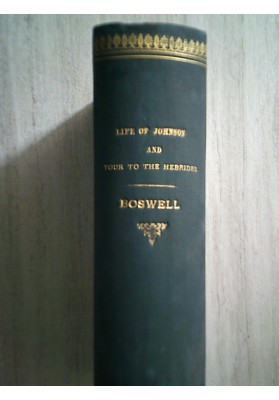 LIFE OF JOHNSON
AND
TOUR TO THE HEBRIDES
BOSWELL